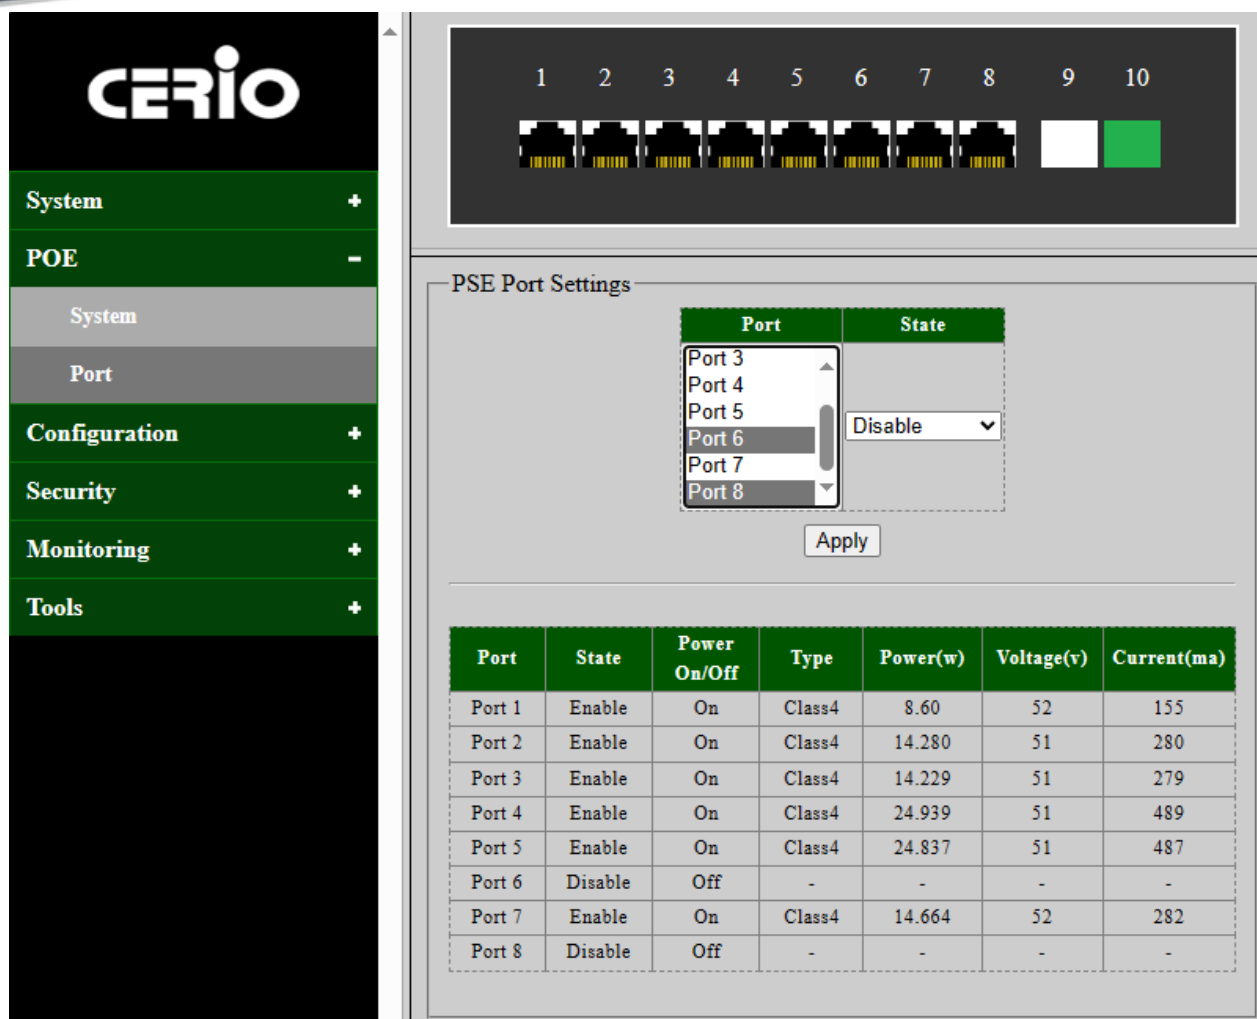 CERIO
System +
POE -
System
Port
Configuration +
Security +
Monitoring +
Tools +
1 2 3 4 5 6 7 8 9 10
PSE Port Settings
Port State
Port 3
Port 4
Port 5
Port 6
Port 7
Port 8
Disable
Apply
Port State Power On/Off Type Power(w) Voltage(v) Current(ma)
Port 1 Enable On Class4 8.60 52 155
Port 2 Enable On Class4 14.280 51 280
Port 3 Enable On Class4 14.229 51 279
Port 4 Enable On Class4 24.939 51 489
Port 5 Enable On Class4 24.837 51 487
Port 6 Disable Off - - - -
Port 7 Enable On Class4 14.664 52 282
Port 8 Disable Off - - - -